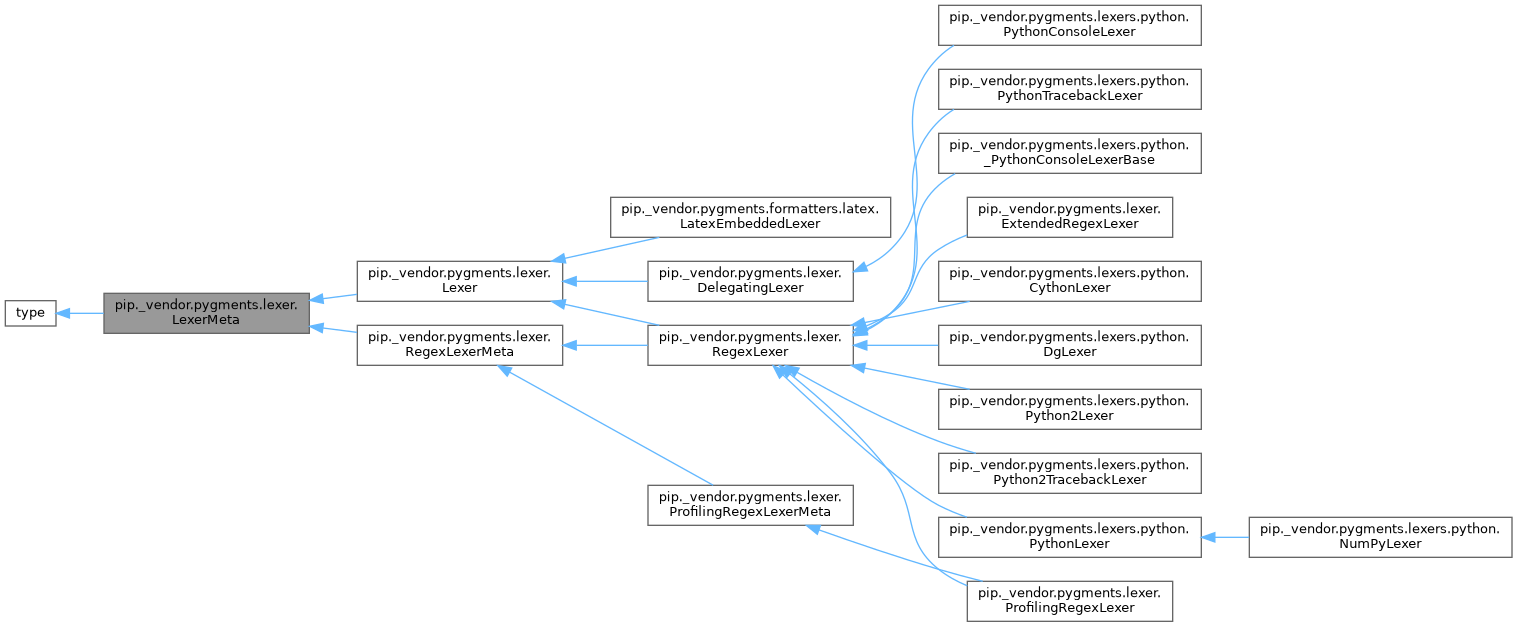 type
pip._vendor.pygments.lexer.
LexerMeta
pip._vendor.pygments.lexer.
Lexer
pip._vendor.pygments.lexer.
RegexLexerMeta
pip._vendor.pygments.formatters.latex.
LatexEmbeddedLexer
pip._vendor.pygments.lexer.
DelegatingLexer
pip._vendor.pygments.lexer.
RegexLexer
pip._vendor.pygments.lexer.
ProfilingRegexLexerMeta
pip._vendor.pygments.lexers.python.
PythonConsoleLexer
pip._vendor.pygments.lexers.python.
PythonTracebackLexer
pip._vendor.pygments.lexers.python.
_PythonConsoleLexerBase
pip._vendor.pygments.lexer.
ExtendedRegexLexer
pip._vendor.pygments.lexers.python.
CythonLexer
pip._vendor.pygments.lexers.python.
DgLexer
pip._vendor.pygments.lexers.python.
Python2Lexer
pip._vendor.pygments.lexers.python.
Python2TracebackLexer
pip._vendor.pygments.lexers.python.
PythonLexer
pip._vendor.pygments.lexer.
ProfilingRegexLexer
pip._vendor.pygments.lexers.python.
NumPyLexer